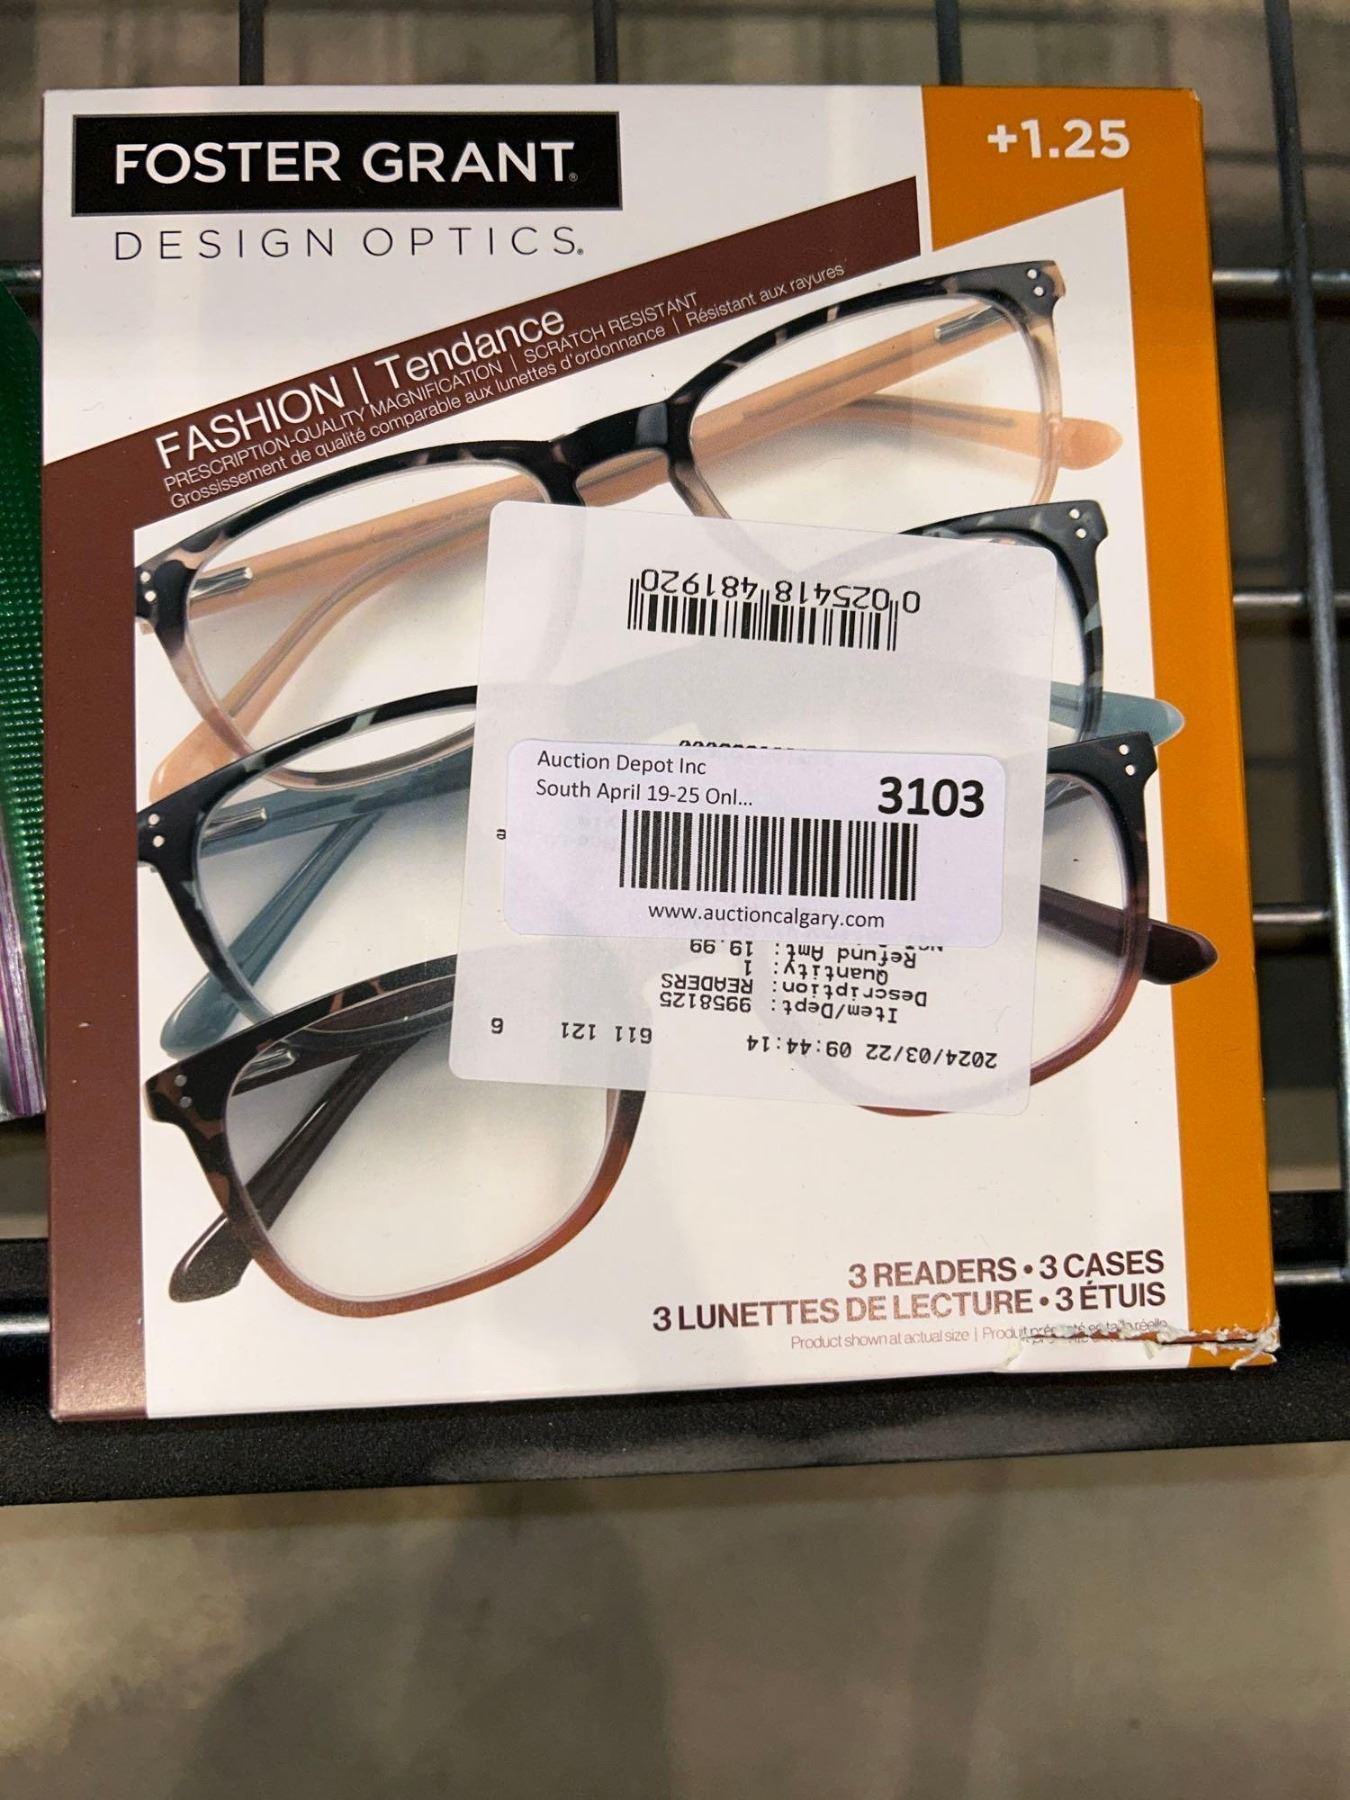 FOSTER GRANT®
DESIGN OPTICS®
+1.25
FASHION | Tendance
PRESCRIPTION-QUALITY MAGNIFICATION | SCRATCH RESISTANT
Grossissement de qualité comparable aux lunettes d'ordonnance | Résistant aux rayures
0 025418 481920
Auction Depot Inc
South April 19-25 Onl...
3103
www.auctioncalgary.com
Refund Amt: 19.99
Quantity: 1
Description: READERS
Item/Dept: 9958125
2024/03/22 09:44:14 611 121 6
3 READERS • 3 CASES
3 LUNETTES DE LECTURE • 3 ÉTUIS
Product shown at actual size | Produit